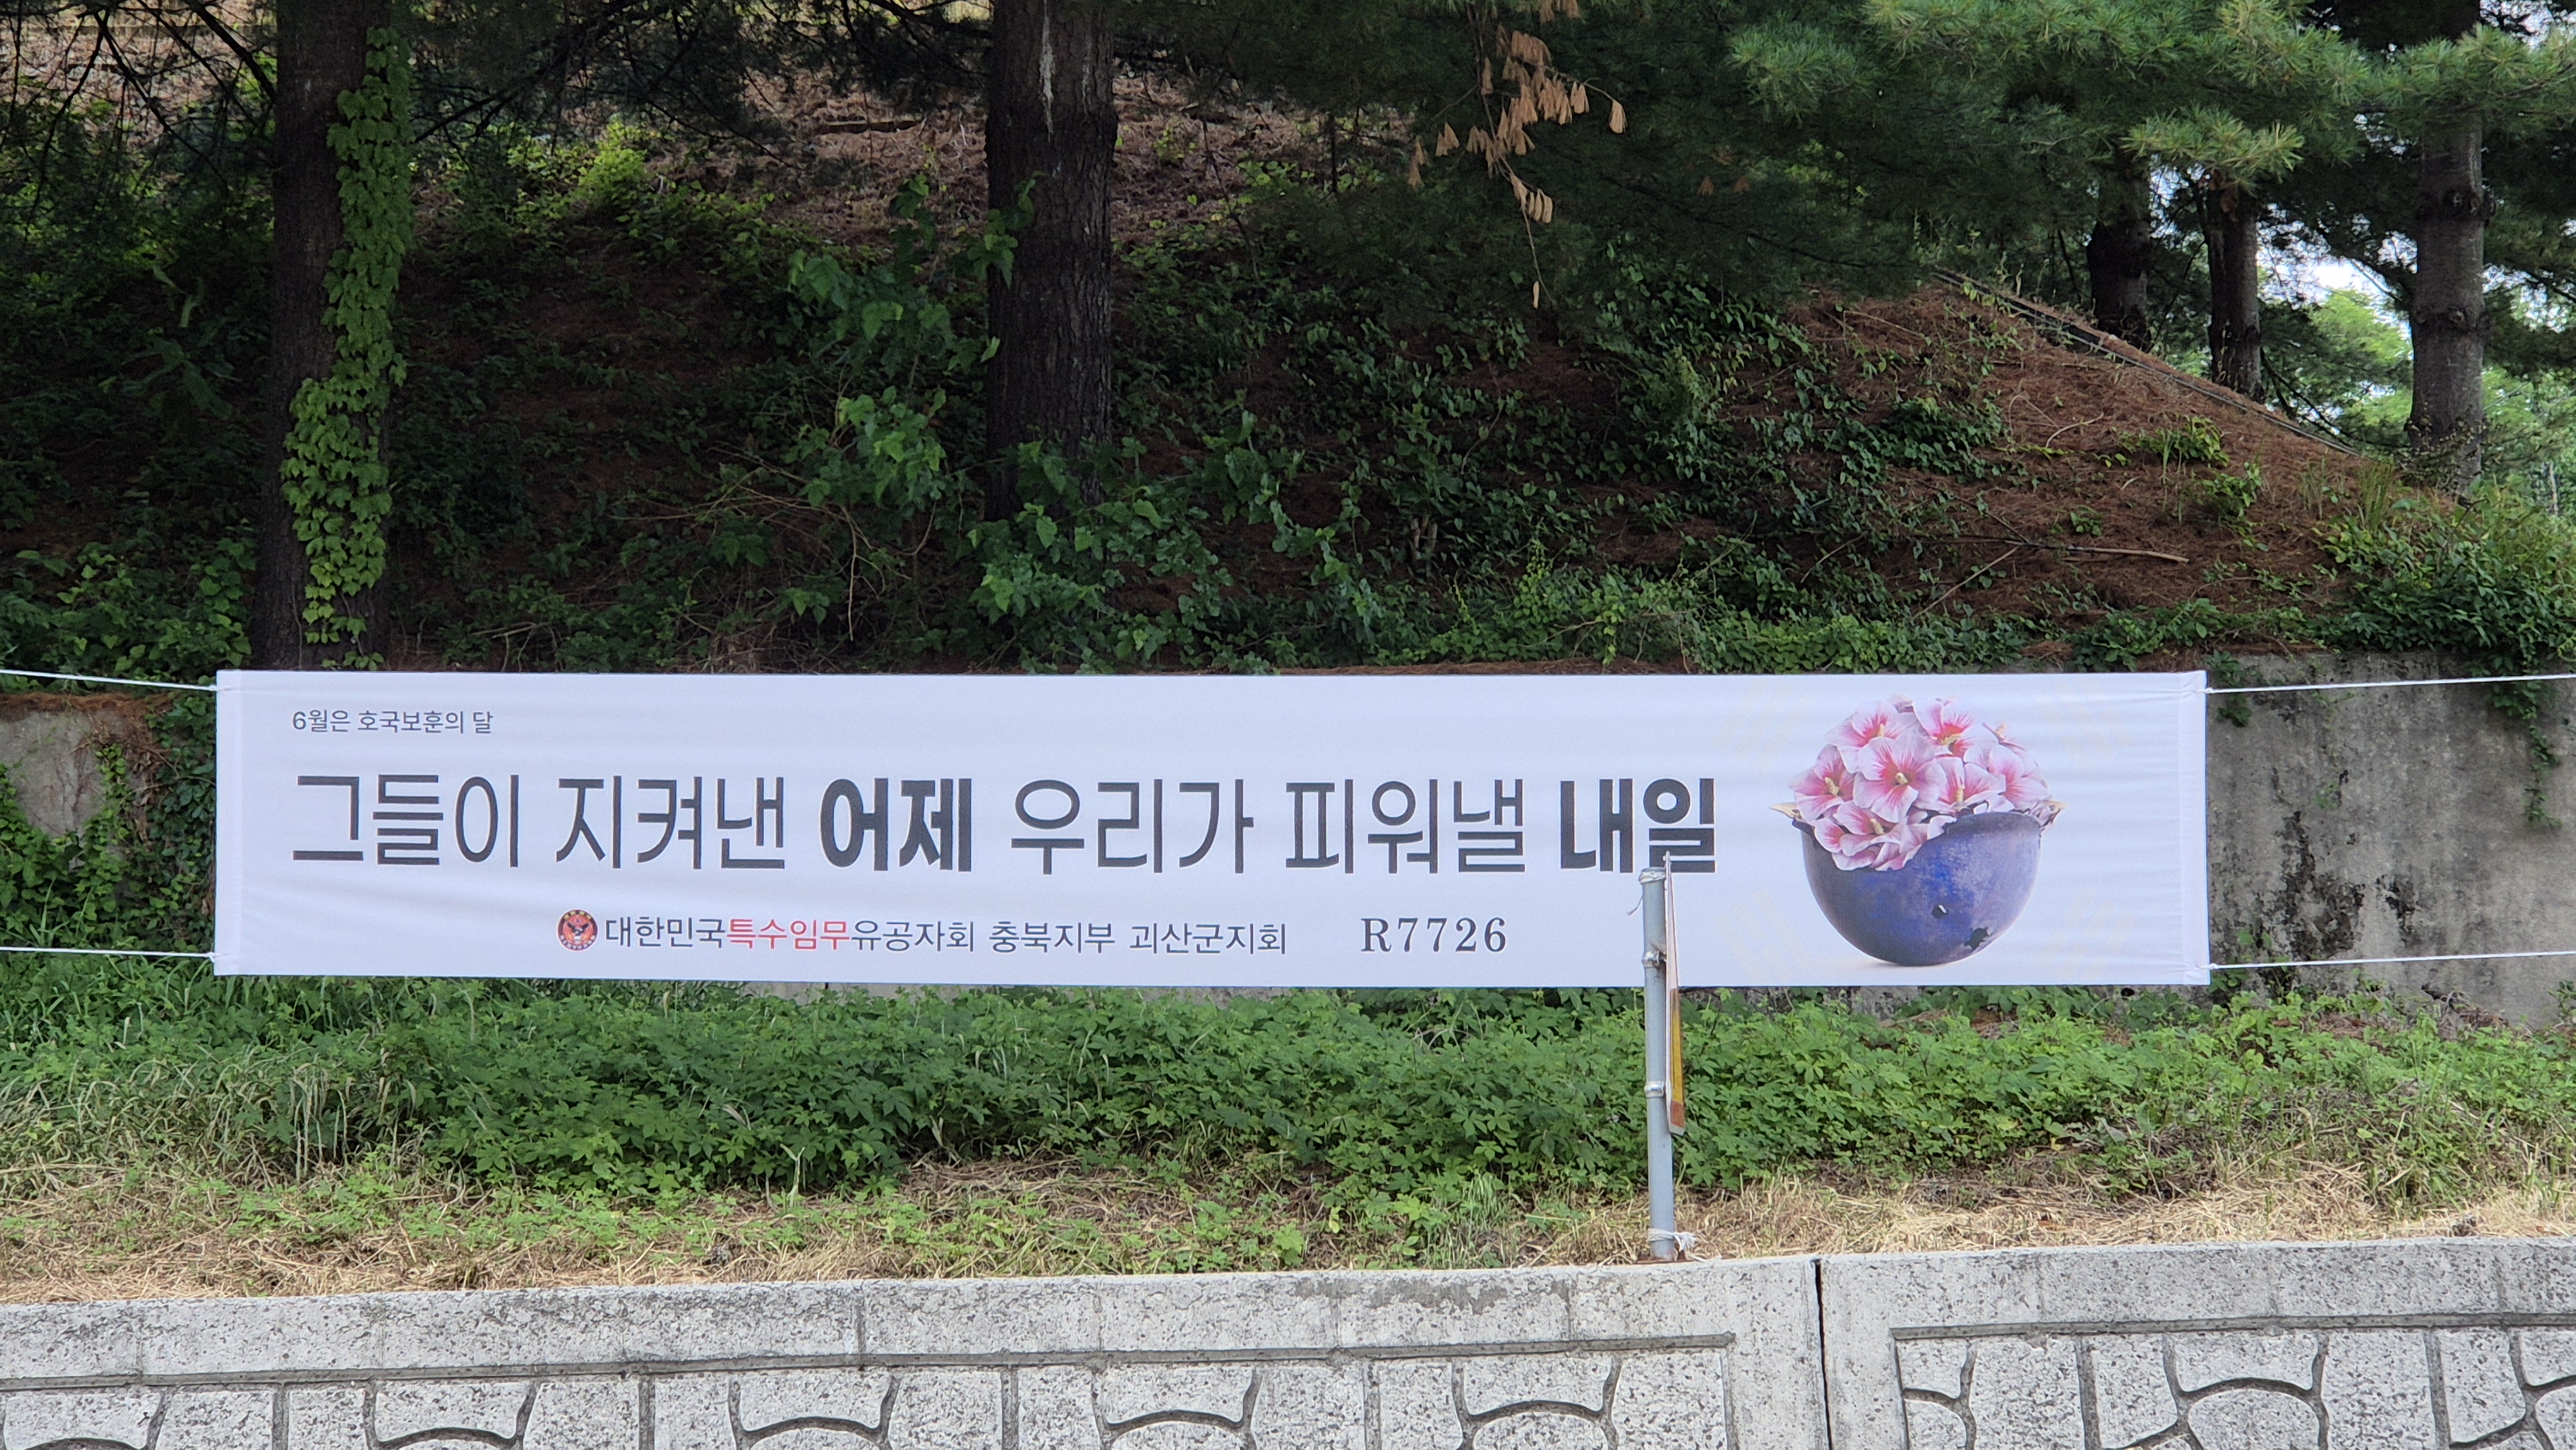 6월은 호국보훈의 달
그들이 지켜낸 어제 우리가 피워낼 내일
대한민국특수임무유공자회 충북지부 괴산군지회 R7726